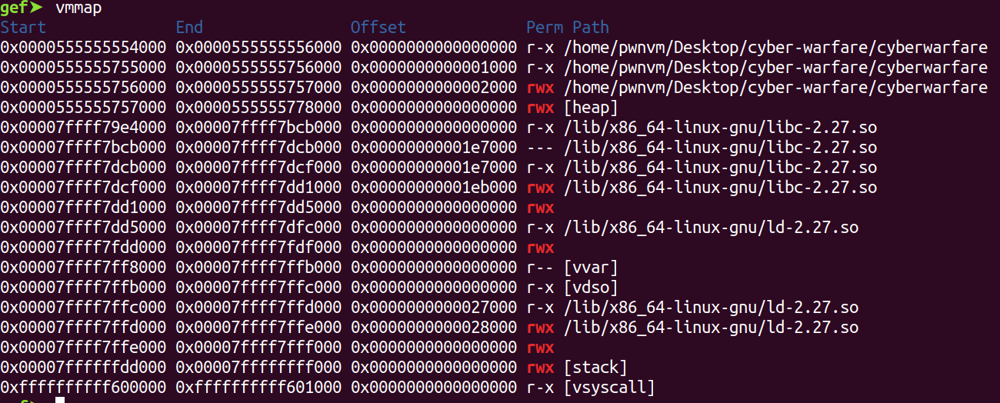 gef➤ vmmap
Start End Offset Perm Path
0x0000555555554000 0x0000555555556000 0x0000000000000000 r-x /home/pwnvm/Desktop/cyber-warfare/cyberwarfare
0x0000555555755000 0x0000555555756000 0x0000000000001000 r-x /home/pwnvm/Desktop/cyber-warfare/cyberwarfare
0x0000555555756000 0x0000555555757000 0x0000000000002000 rwx /home/pwnvm/Desktop/cyber-warfare/cyberwarfare
0x0000555555757000 0x0000555555778000 0x0000000000000000 rwx [heap]
0x00007ffff79e4000 0x00007ffff7bcb000 0x0000000000000000 r-x /lib/x86_64-linux-gnu/libc-2.27.so
0x00007ffff7bcb000 0x00007ffff7dcb000 0x00000000001e7000 --- /lib/x86_64-linux-gnu/libc-2.27.so
0x00007ffff7dcb000 0x00007ffff7dcf000 0x00000000001e7000 r-x /lib/x86_64-linux-gnu/libc-2.27.so
0x00007ffff7dcf000 0x00007ffff7dd1000 0x00000000001eb000 rwx /lib/x86_64-linux-gnu/libc-2.27.so
0x00007ffff7dd1000 0x00007ffff7dd5000 0x0000000000000000 rwx
0x00007ffff7dd5000 0x00007ffff7dfc000 0x0000000000000000 r-x /lib/x86_64-linux-gnu/ld-2.27.so
0x00007ffff7fdd000 0x00007ffff7fdf000 0x0000000000000000 rwx
0x00007ffff7ff8000 0x00007ffff7ffb000 0x0000000000000000 r-- [vvar]
0x00007ffff7ffb000 0x00007ffff7ffc000 0x0000000000000000 r-x [vdso]
0x00007ffff7ffc000 0x00007ffff7ffd000 0x0000000000027000 r-x /lib/x86_64-linux-gnu/ld-2.27.so
0x00007ffff7ffd000 0x00007ffff7ffe000 0x0000000000028000 rwx /lib/x86_64-linux-gnu/ld-2.27.so
0x00007ffff7ffe000 0x00007ffff7fff000 0x0000000000000000 rwx
0x00007ffffffdd000 0x00007ffffffff000 0x0000000000000000 rwx [stack]
0xffffffffff600000 0xffffffffff601000 0x0000000000000000 r-x [vsyscall]
gef➤